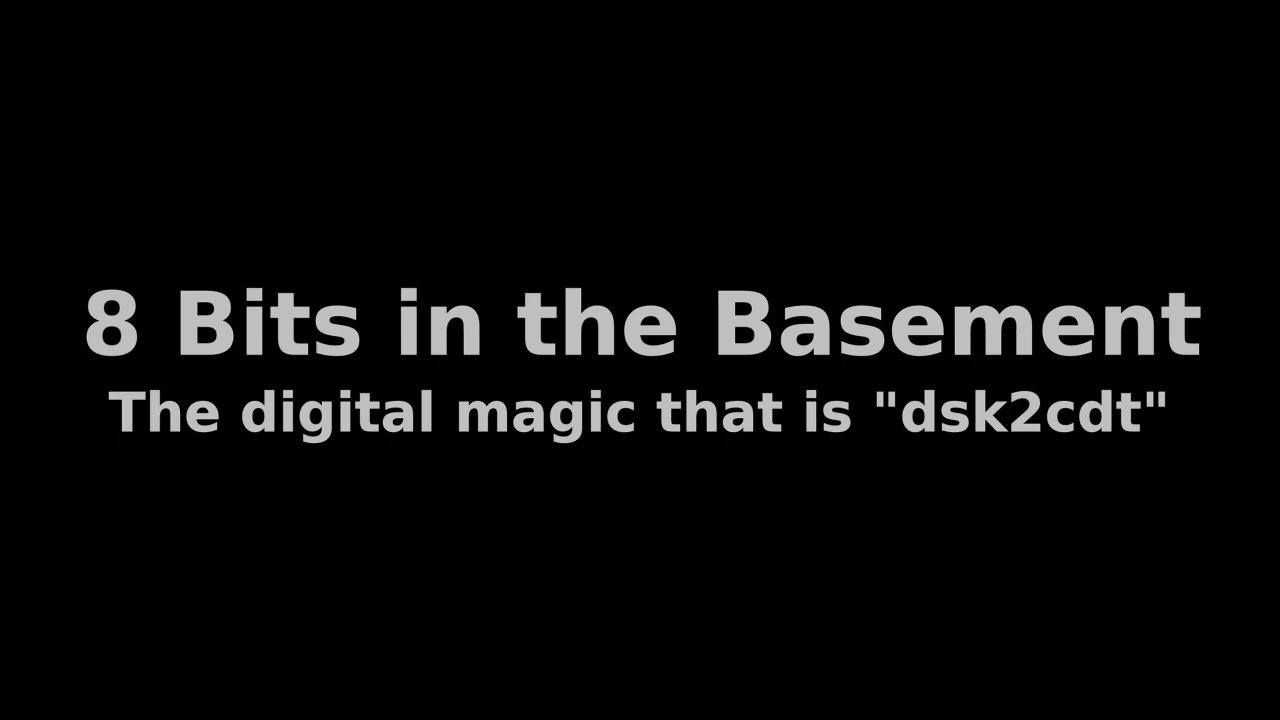 8 Bits in the Basement
The digital magic that is "dsk2cdt"